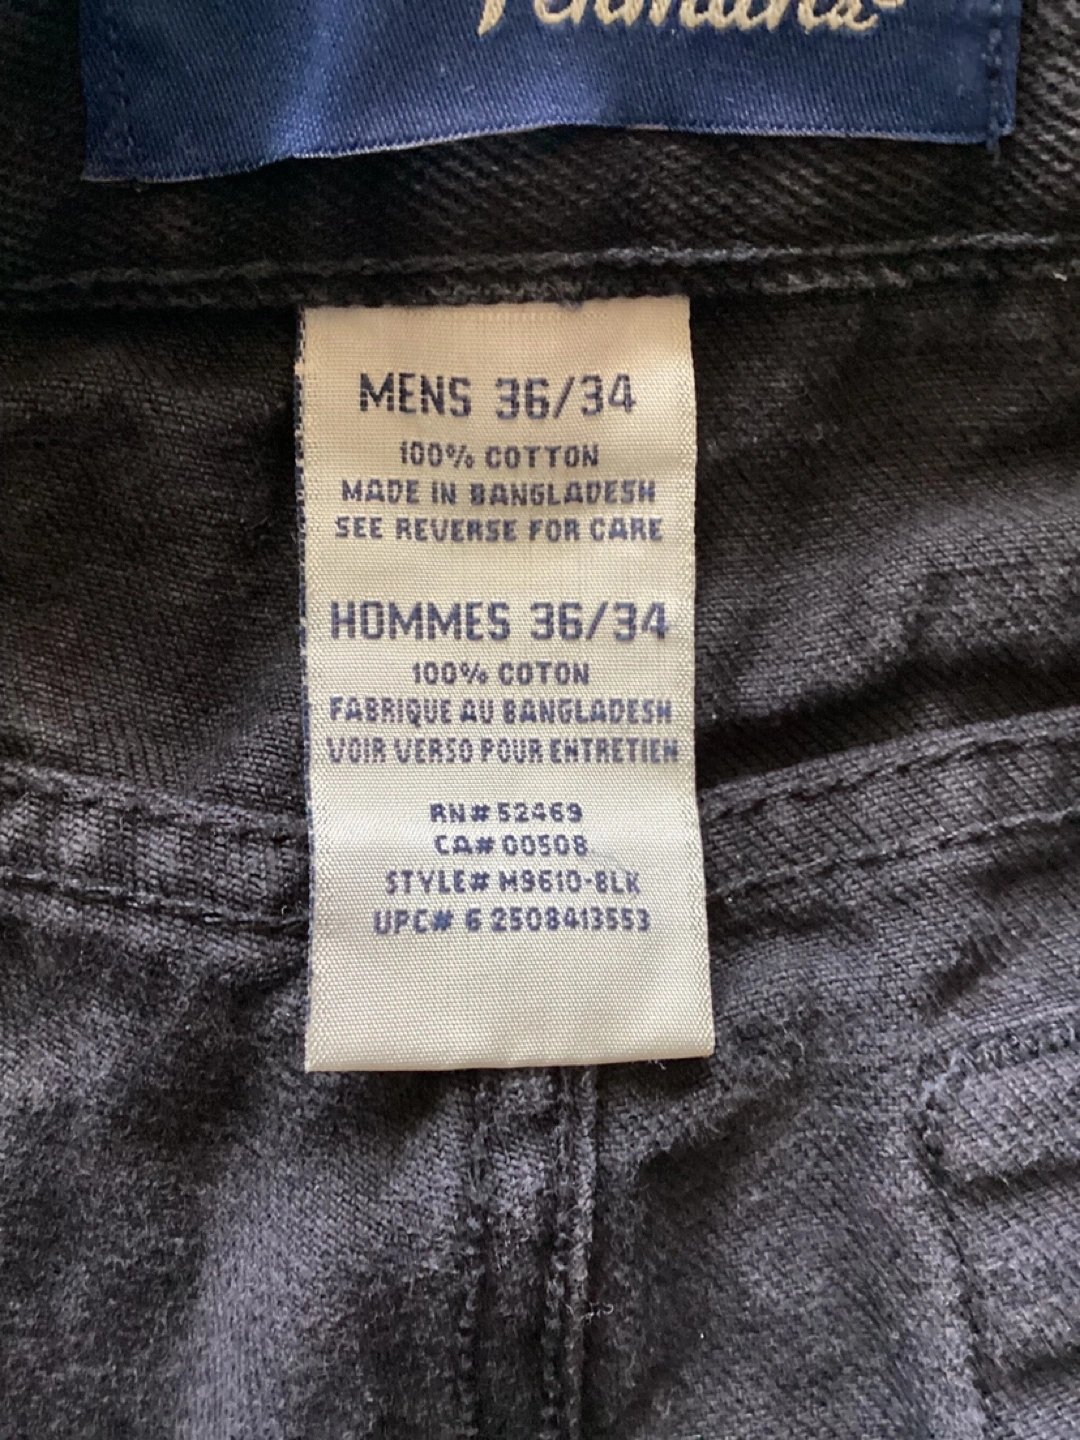 Penmans
MENS 36/34
100% COTTON
MADE IN BANGLADESH
SEE REVERSE FOR CARE
HOMMES 36/34
100% COTON
FABRIQUE AU BANGLADESH
VOIR VERSO POUR ENTRETIEN
RN# 52469
CA# 00508
STYLE# M9610-BLK
UPC# 6 2508413553